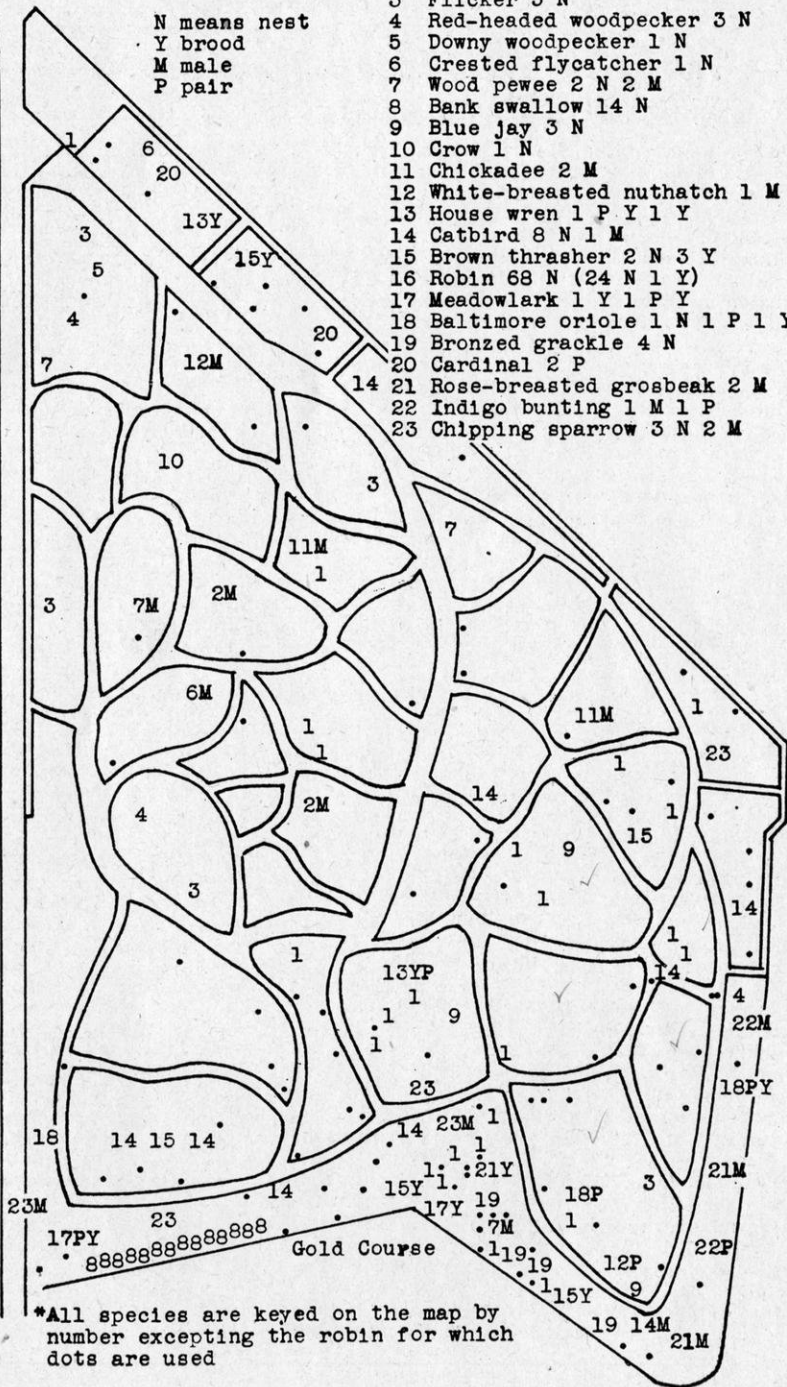 N means nest
Y brood
M male
P pair
3 Flicker 5 N
4 Red-headed woodpecker 3 N
5 Downy woodpecker 1 N
6 Crested flycatcher 1 N
7 Wood pewee 2 N 2 M
8 Bank swallow 14 N
9 Blue jay 3 N
10 Crow 1 N
11 Chickadee 2 M
12 White-breasted nuthatch 1 M
13 House wren 1 P Y 1 Y
14 Catbird 8 N 1 M
15 Brown thrasher 2 N 3 Y
16 Robin 68 N (24 N 1 Y)
17 Meadowlark 1 Y 1 P Y
18 Baltimore oriole 1 N 1 P 1 Y
19 Bronzed grackle 4 N
20 Cardinal 2 P
21 Rose-breasted grosbeak 2 M
22 Indigo bunting 1 M 1 P
23 Chipping sparrow 3 N 2 M
1
6
20
13Y
3
15Y
5
4
20
7
12M
14
10
3
11M
7
1
3
7M
2M
6M
1
1
11M
1
23
1
4
2M
14
1
15
3
1
9
1
14
1
1
1
13YP
14
4
1
1
9
22M
1
1
23
18PY
18
14 15 14
14
23M
1
1
1
21Y
3
21M
14
15Y
1
17Y
19
18P
23M
23
7M
1
17PY
88888888888888
Gold Course
1
19
19
12P
22P
1
15Y
9
19
14M
21M
*All species are keyed on the map by
number excepting the robin for which
dots are used